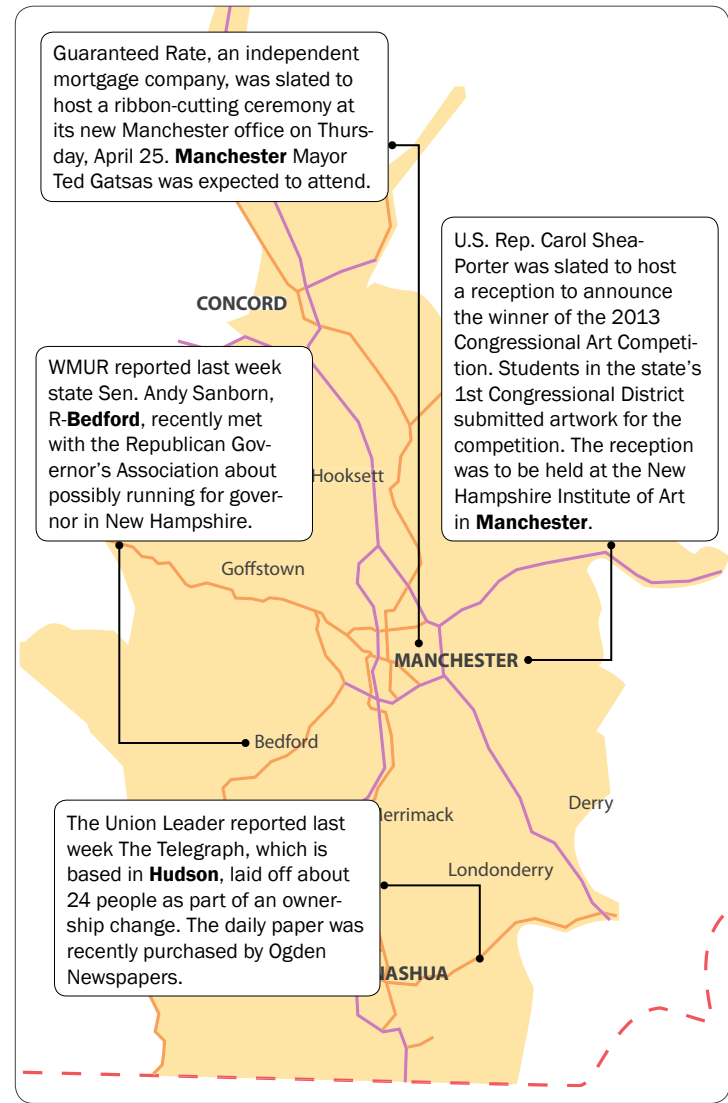 Guaranteed Rate, an independent
mortgage company, was slated to
host a ribbon-cutting ceremony at
its new Manchester office on Thurs-
day, April 25. Manchester Mayor
Ted Gatsas was expected to attend.
U.S. Rep. Carol Shea-
Porter was slated to host
a reception to announce
the winner of the 2013
Congressional Art Competi-
tion. Students in the state's
1st Congressional District
submitted artwork for the
competition. The reception
was to be held at the New
Hampshire Institute of Art
in Manchester.
CONCORD
WMUR reported last week
state Sen. Andy Sanborn,
R-Bedford, recently met
with the Republican Gov-
ernor's Association about
possibly running for gover-
nor in New Hampshire.
Hooksett
Goffstown
MANCHESTER
Bedford
Derry
errimack
Londonderry
The Union Leader reported last
week The Telegraph, which is
based in Hudson, laid off about
24 people as part of an owner-
ship change. The daily paper was
recently purchased by Ogden
Newspapers.
NASHUA